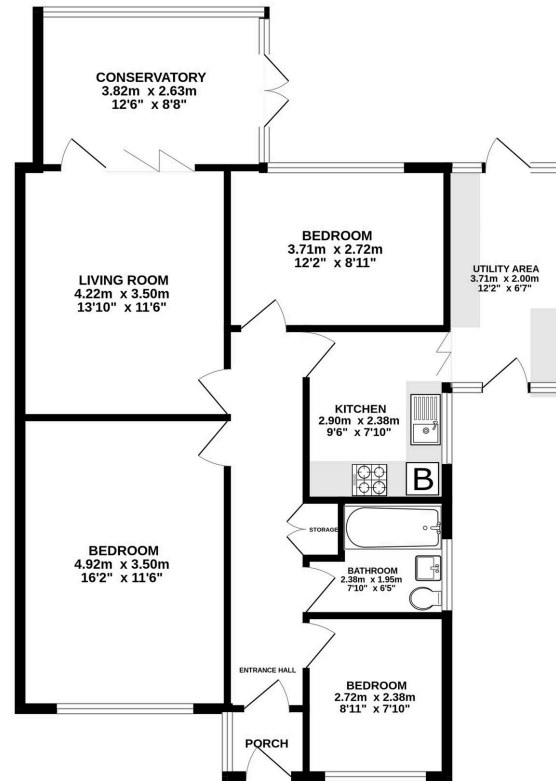 CONSERVATORY
3.82m x 2.63m
12'6" x 8'8"
BEDROOM
3.71m x 2.72m
12'2" x 8'11"
UTILITY AREA
3.71m x 2.00m
12'2" x 6'7"
LIVING ROOM
4.22m x 3.50m
13'10" x 11'6"
KITCHEN
2.90m x 2.38m
9'6" x 7'10"
B
STORAGE
BEDROOM
4.92m x 3.50m
16'2" x 11'6"
BATHROOM
2.38m x 1.95m
7'10" x 6'5"
ENTRANCE HALL
BEDROOM
2.72m x 2.38m
8'11" x 7'10"
PORCH